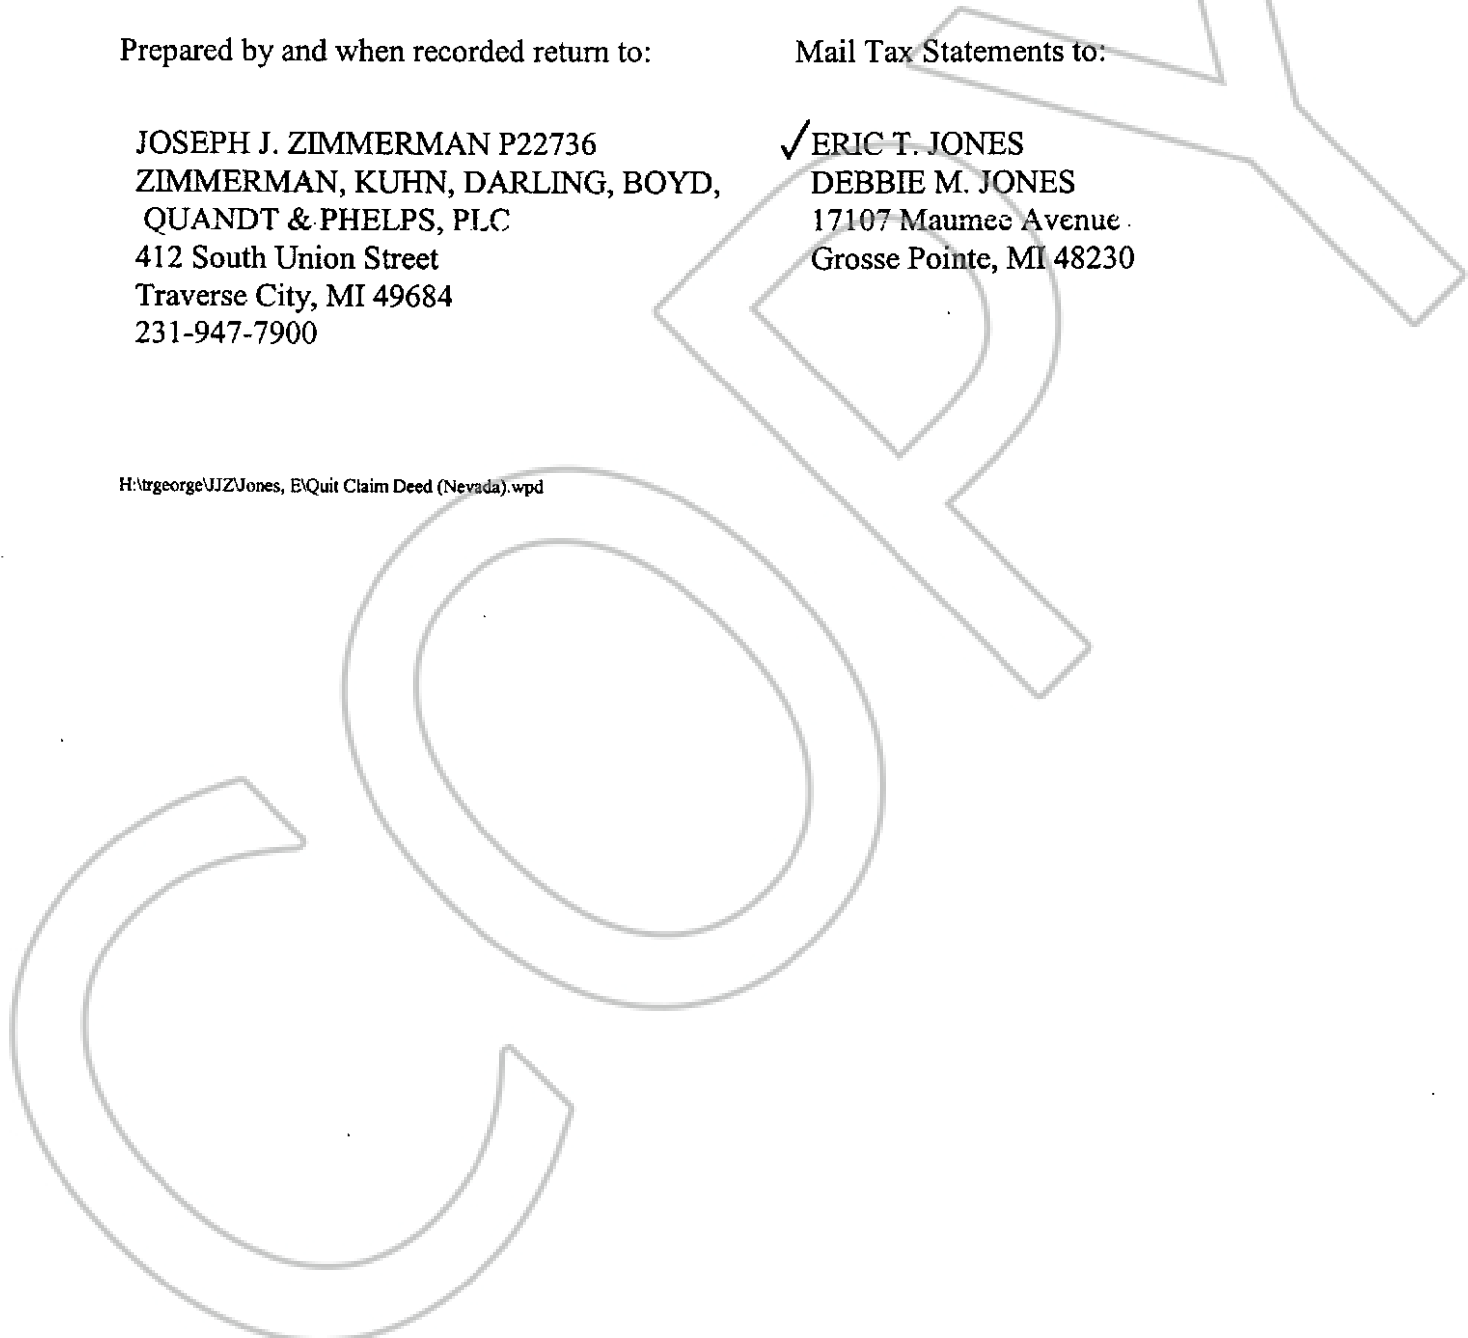 Prepared by and when recorded return to:
JOSEPH J. ZIMMERMAN P22736
ZIMMERMAN, KUHN, DARLING, BOYD,
QUANDT & PHELPS, PLC
412 South Union Street
Traverse City, MI 49684
231-947-7900
Mail Tax Statements to:
✓ERIC T. JONES
DEBBIE M. JONES
17107 Maumee Avenue
Grosse Pointe, MI 48230
H:\trgeorge\JJZ\Jones, E\Quit Claim Deed (Nevada).wpd
COPY